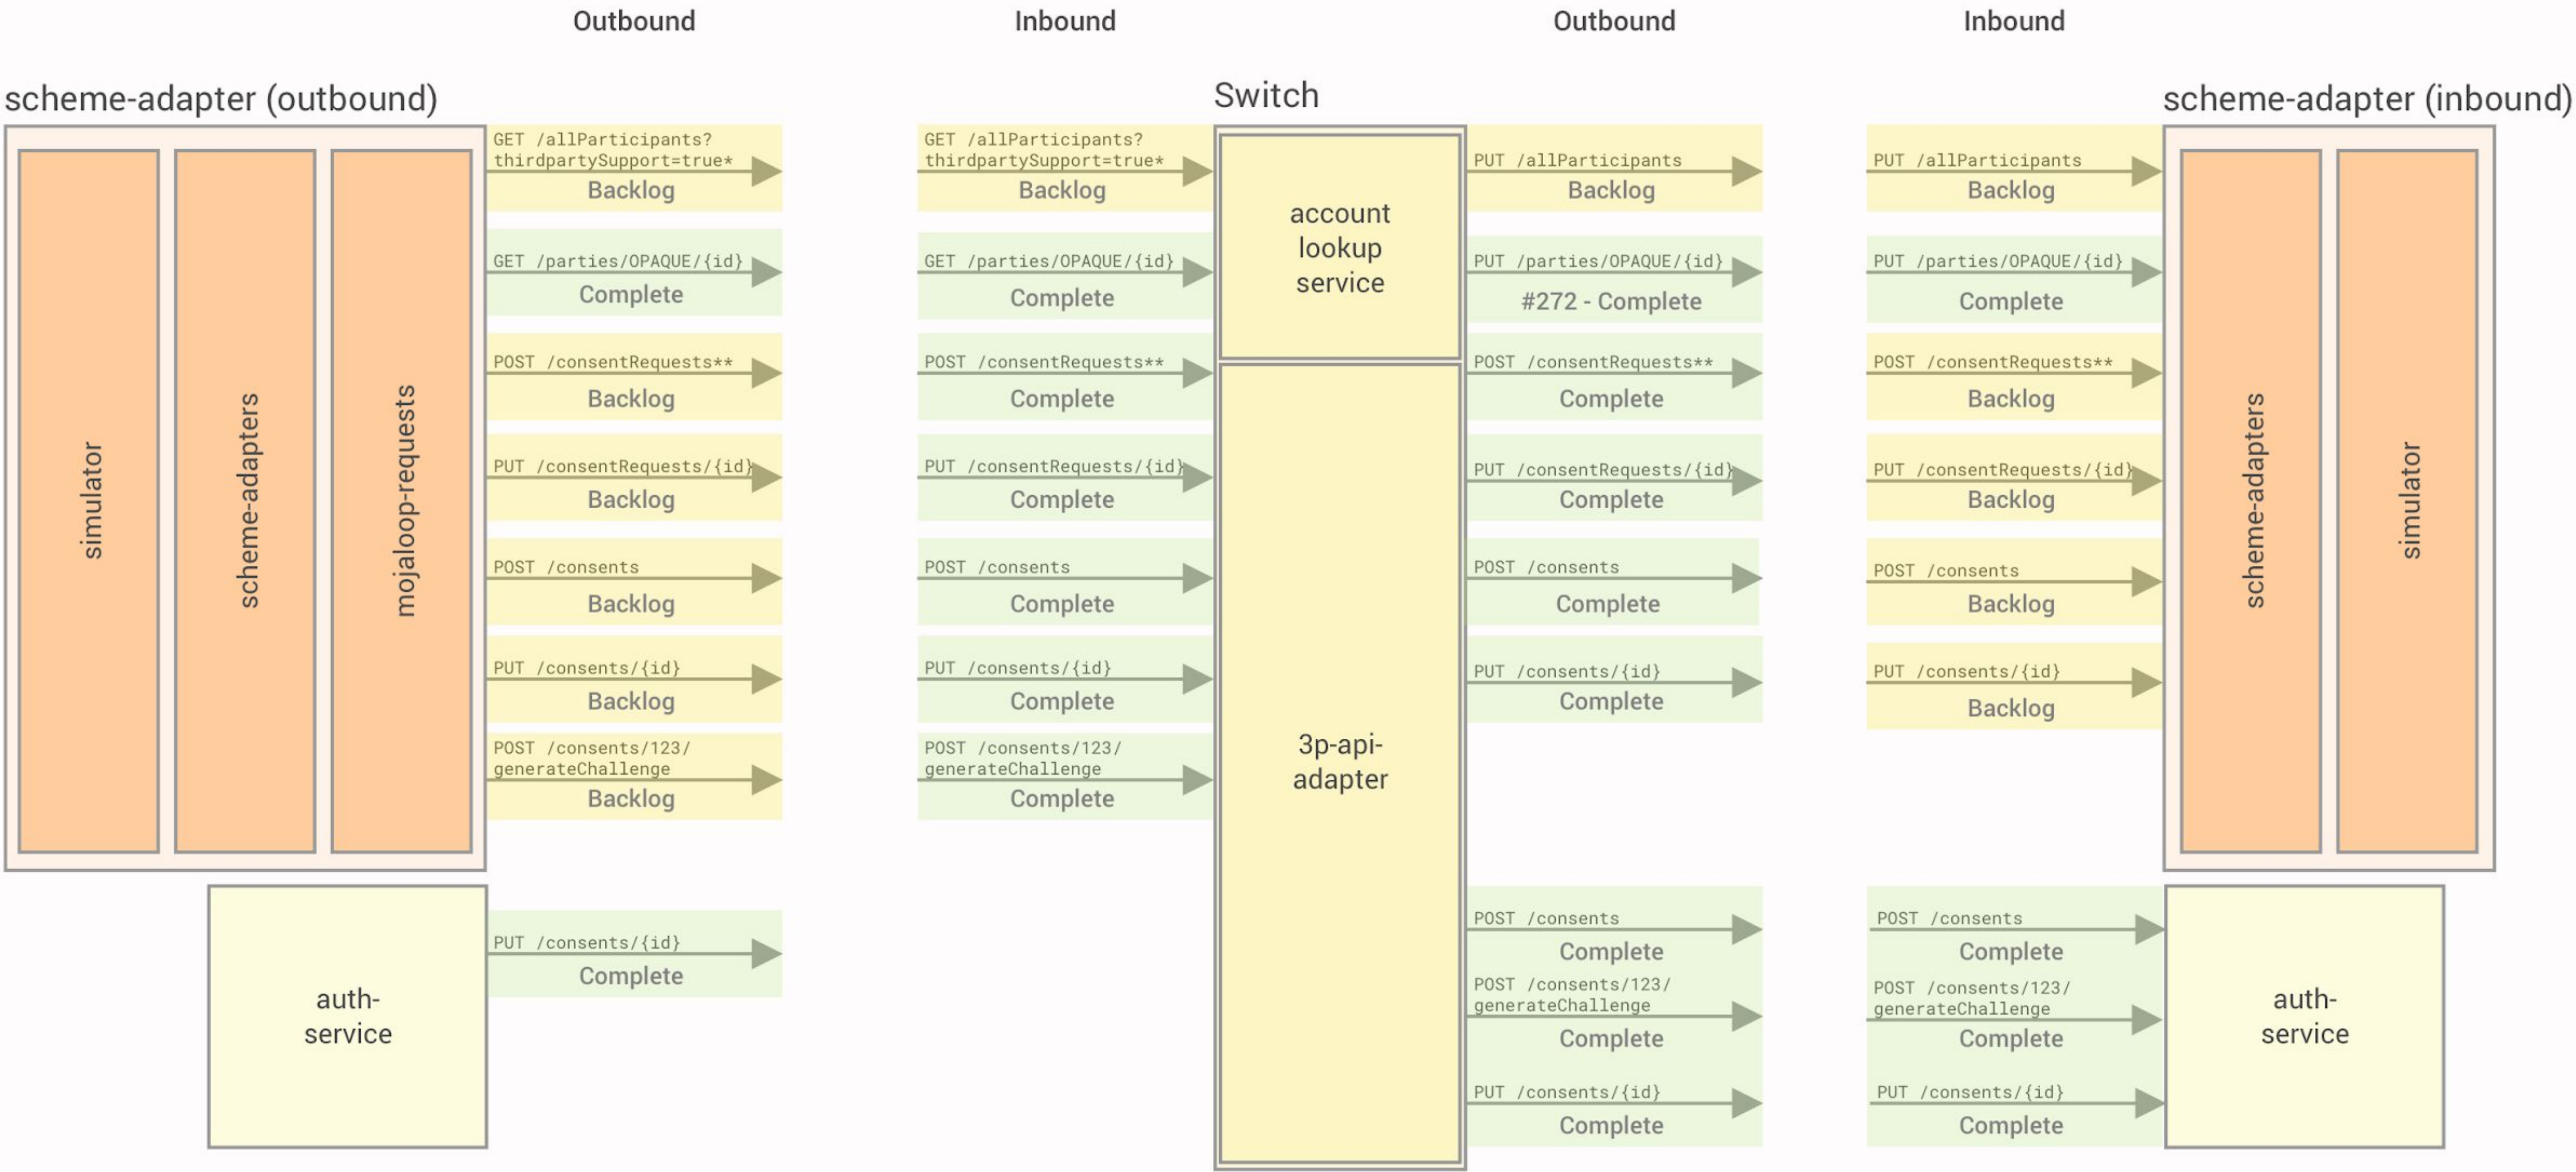 Outbound
Inbound
Outbound
Inbound
scheme-adapter (outbound)
Switch
scheme-adapter (inbound)
simulator
scheme-adapters
mojaloop-requests
GET /allParticipants?
thirdpartySupport=true*
Backlog
GET /parties/OPAQUE/{id}
Complete
POST /consentRequests**
Backlog
PUT /consentRequests/{id}
Backlog
POST /consents
Backlog
PUT /consents/{id}
Backlog
POST /consents/123/
generateChallenge
Backlog
auth-
service
PUT /consents/{id}
Complete
GET /allParticipants?
thirdpartySupport=true*
Backlog
GET /parties/OPAQUE/{id}
Complete
POST /consentRequests**
Complete
PUT /consentRequests/{id}
Complete
POST /consents
Complete
PUT /consents/{id}
Complete
POST /consents/123/
generateChallenge
Complete
account
lookup
service
3p-api-
adapter
PUT /allParticipants
Backlog
PUT /parties/OPAQUE/{id}
#272 - Complete
POST /consentRequests**
Complete
PUT /consentRequests/{id}
Complete
POST /consents
Complete
PUT /consents/{id}
Complete
POST /consents
Complete
POST /consents/123/
generateChallenge
Complete
PUT /consents/{id}
Complete
PUT /allParticipants
Backlog
PUT /parties/OPAQUE/{id}
Complete
POST /consentRequests**
Backlog
PUT /consentRequests/{id}
Backlog
POST /consents
Backlog
PUT /consents/{id}
Backlog
POST /consents
Complete
POST /consents/123/
generateChallenge
Complete
PUT /consents/{id}
Complete
scheme-adapters
simulator
auth-
service